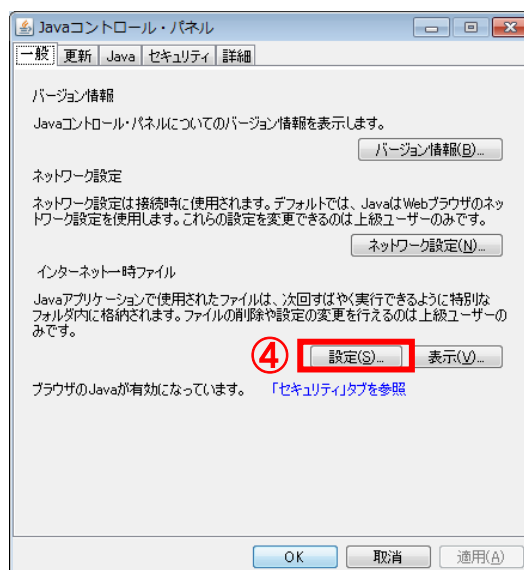 Javaコントロール・パネル
一般 更新 Java セキュリティ 詳細
バージョン情報
Javaコントロール・パネルについてのバージョン情報を表示します。
バージョン情報(B)...
ネットワーク設定
ネットワーク設定は接続時に使用されます。デフォルトでは、JavaはWebブラウザのネッ
トワーク設定を使用します。これらの設定を変更できるのは上級ユーザーのみです。
ネットワーク設定(N)...
インターネット一時ファイル
Javaアプリケーションで使用されたファイルは、次回すばやく実行できるように特別な
フォルダ内に格納されます。ファイルの削除や設定の変更を行えるのは上級ユーザーの
みです。
④ 設定(S)... 表示(V)...
ブラウザのJavaが有効になっています。 「セキュリティ」タブを参照
OK 取消 適用(A)